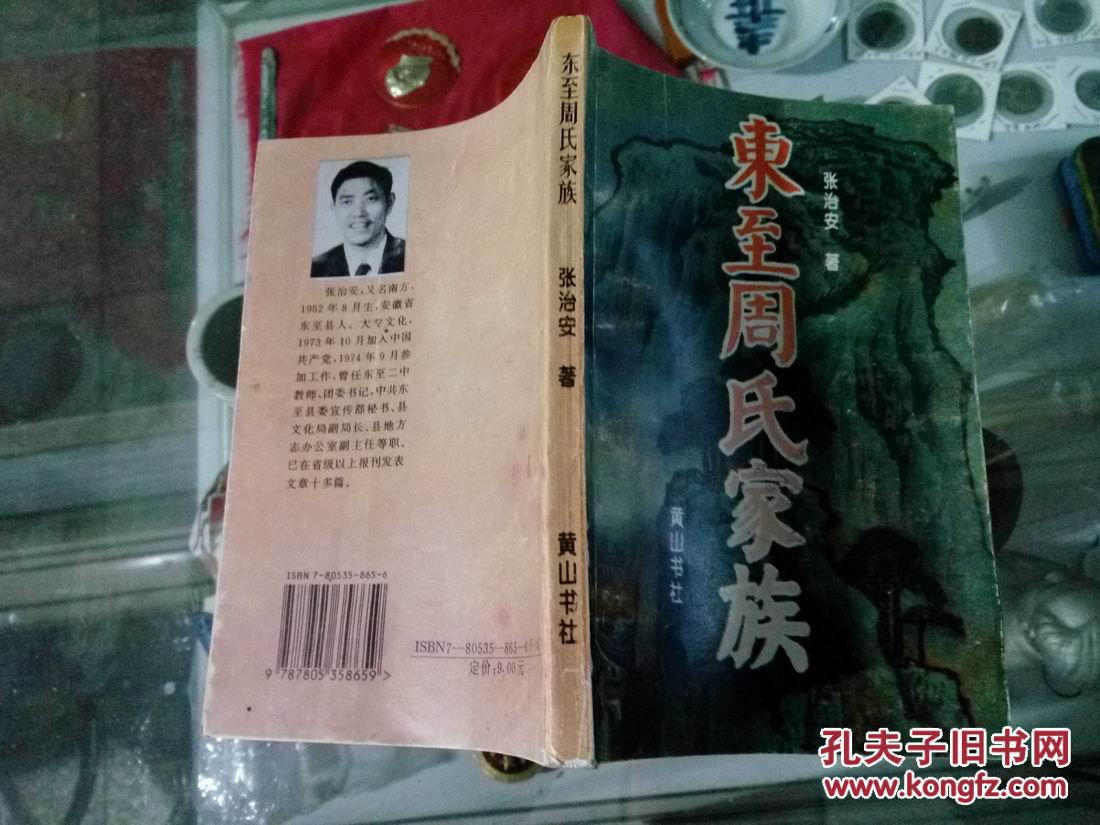 张治安，又名南方，
1952年8月生，安徽省
东至县人。大专文化，
1973年10月加入中国
共产党，1974年9月参
加工作，曾任东至二中
教师、团委书记，中共东
至县委宣传部秘书、县
文化局副局长、县地方
志办公室副主任等职。
已在省级以上报刊发表
文章十多篇。
ISBN 7-80535-865-6
9 787805 358659 >
ISBN7—80535—865—6
定价:9.00元
东至周氏家族
张治安 著
黄山书社
東至周氏家族
张治安 著
黄山书社
孔夫子旧书网
www.kongfz.com